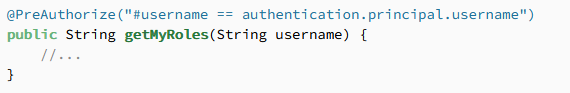 @PreAuthorize("#username == authentication.principal.username")
public String getMyRoles(String username) {
    //...
}